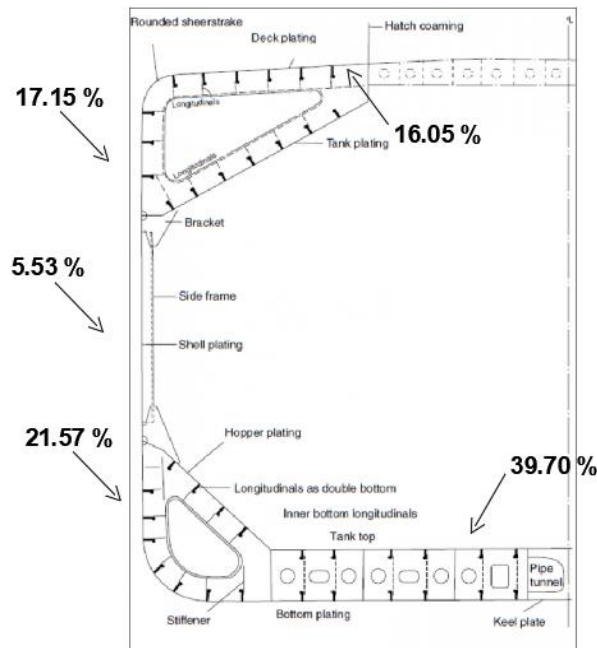 Rounded sheerstrake
Hatch coaming
Deck plating
17.15 %
Longitudinals
16.05 %
Longitudinals
Tank plating
Bracket
5.53 %
Side frame
Shell plating
21.57 %
Hopper plating
39.70 %
Longitudinals as double bottom
Inner bottom longitudinals
Tank top
Pipe
tunnel
Stiffener
Bottom plating
Keel plate